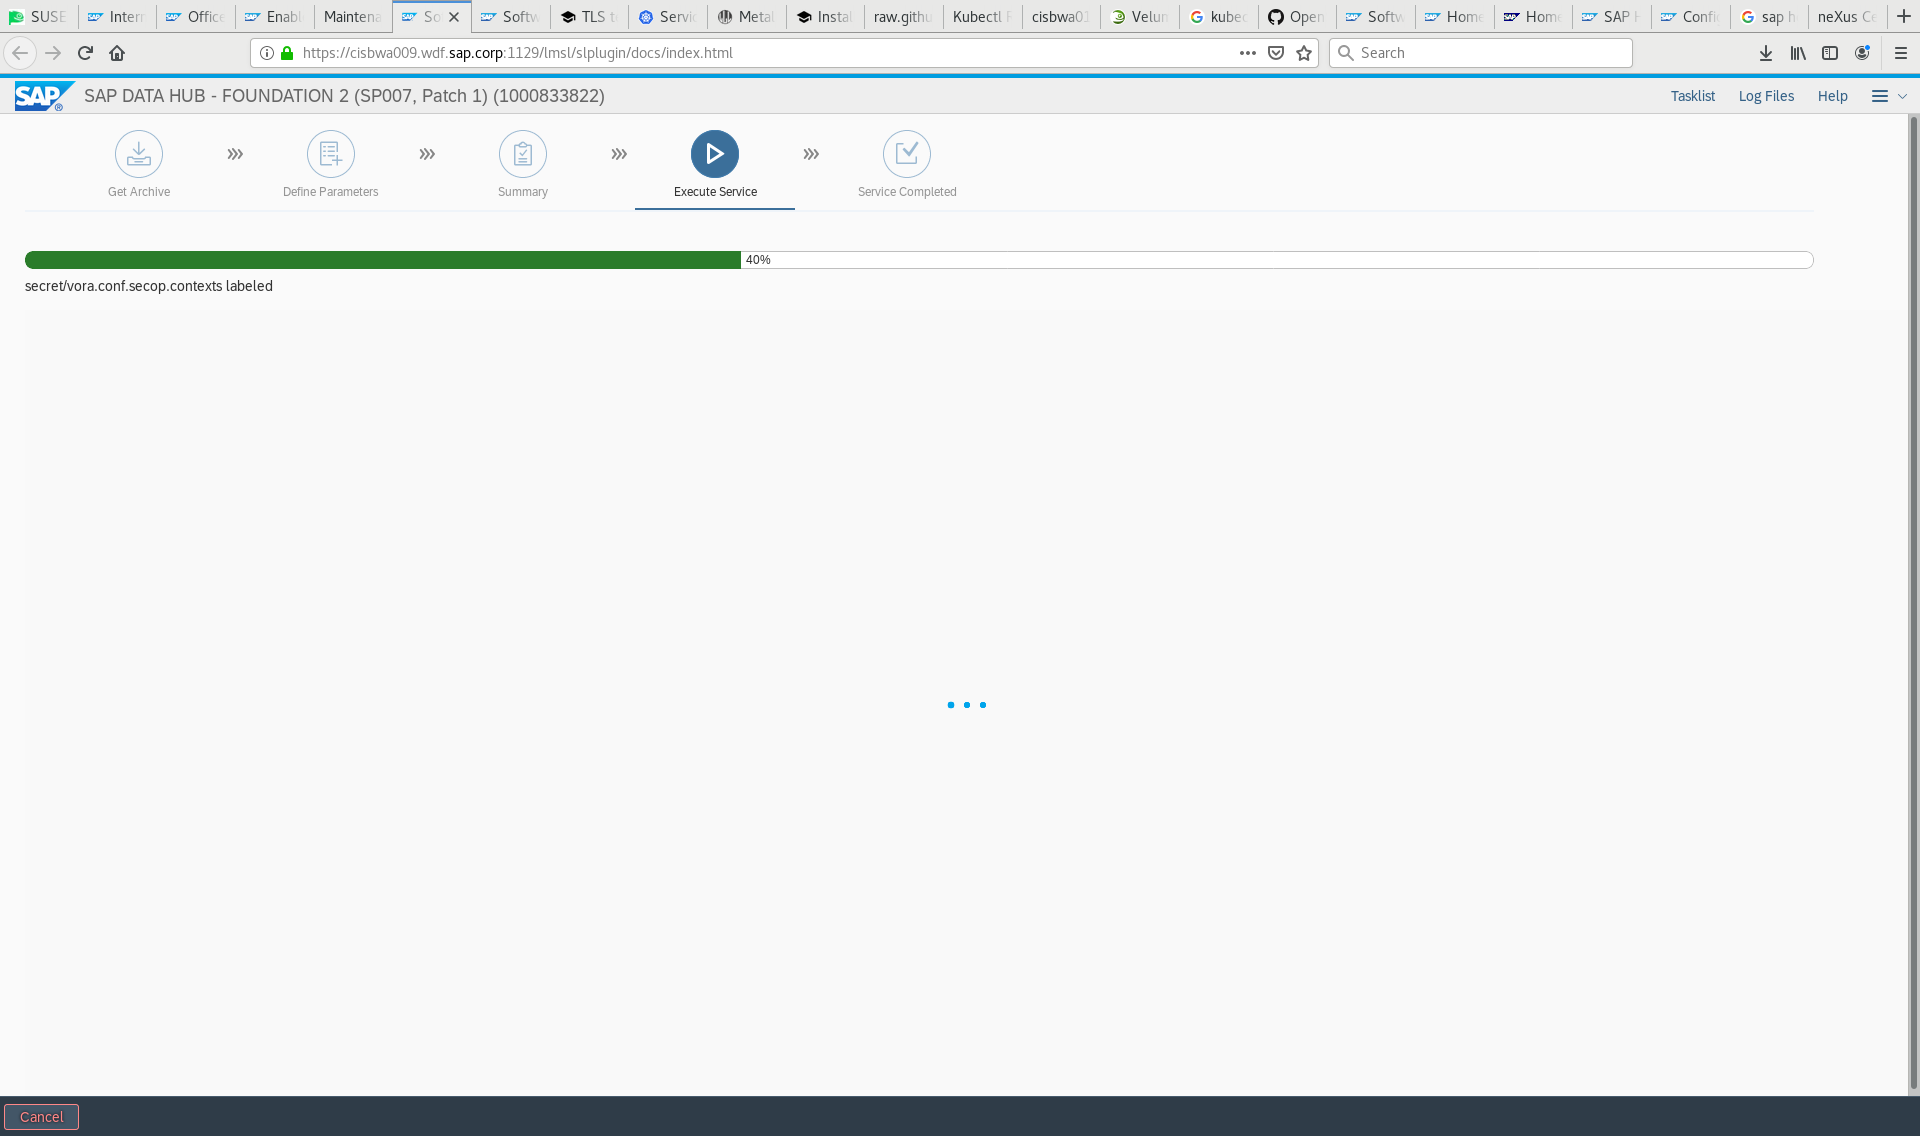 SUSE
Inter
Office
Enabl
Maintena
So
Softw
TLS t
Servi
Metal
Instal
raw.githu
Kubectl
cisbwa01
Velum
kubec
Open
Softw
Home
Home
SAP
Confi
sap h
neXus Ce
https://cisbwa009.wdf.sap.corp:1129/lmsl/slplugin/docs/index.html
Search
SAP ® SAP DATA HUB - FOUNDATION 2 (SP007, Patch 1) (1000833822)
Tasklist Log Files Help
Get Archive
Define Parameters
Summary
Execute Service
Service Completed
40%
secret/vora.conf.secop.contexts labeled
Cancel